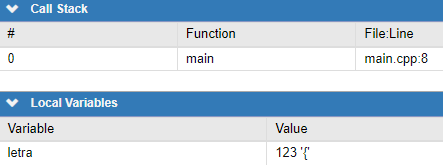 Call Stack
# Function File:Line
0 main main.cpp:8
Local Variables
Variable Value
letra 123 '{'